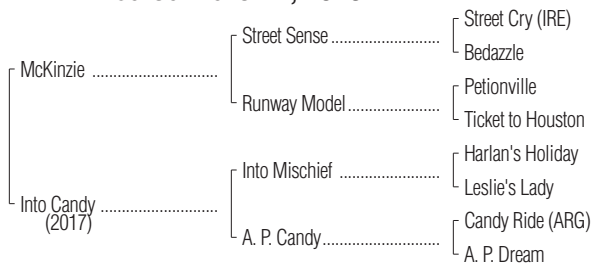 McKinzie
Into Candy
(2017)
Street Sense
Runway Model
Into Mischief
A. P. Candy
Street Cry (IRE)
Bedazzle
Petionville
Ticket to Houston
Harlan's Holiday
Leslie's Lady
Candy Ride (ARG)
A. P. Dream